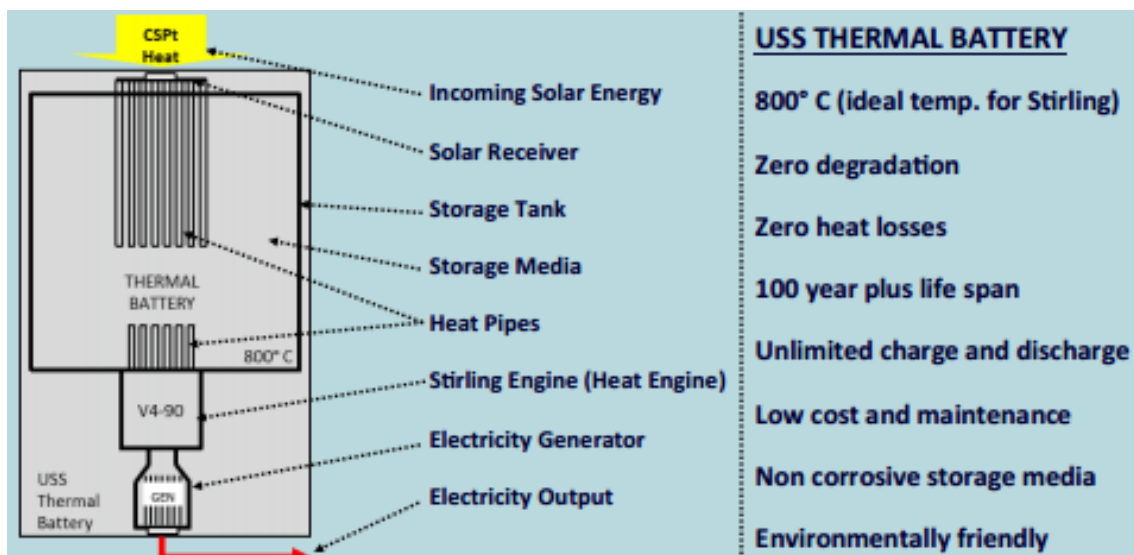 CSPt
Heat
Incoming Solar Energy
Solar Receiver
Storage Tank
Storage Media
THERMAL
BATTERY
Heat Pipes
800° C
Stirling Engine (Heat Engine)
V4-90
Electricity Generator
USS
Thermal
Battery
GEN
Electricity Output
USS THERMAL BATTERY
800° C (ideal temp. for Stirling)
Zero degradation
Zero heat losses
100 year plus life span
Unlimited charge and discharge
Low cost and maintenance
Non corrosive storage media
Environmentally friendly